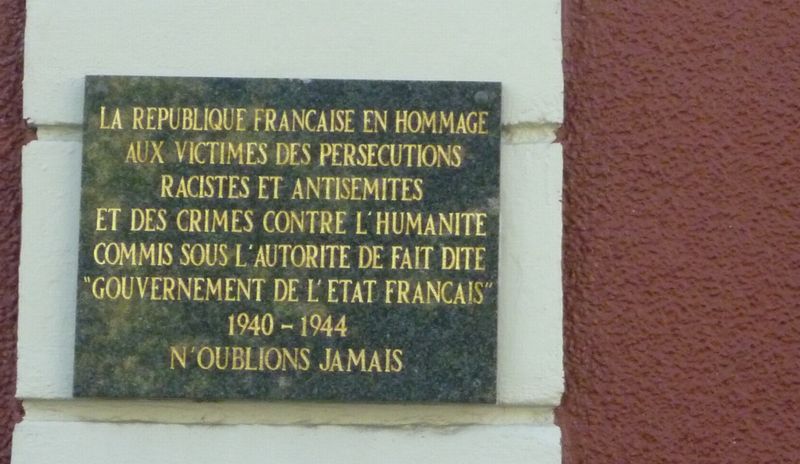 LA REPUBLIQUE FRANCAISE EN HOMMAGE
AUX VICTIMES DES PERSECUTIONS
RACISTES ET ANTISEMITES
ET DES CRIMES CONTRE L'HUMANITE
COMMIS SOUS L'AUTORITE DE FAIT DITE
"GOUVERNEMENT DE L'ETAT FRANCAIS"
1940 - 1944
N'OUBLIONS JAMAIS